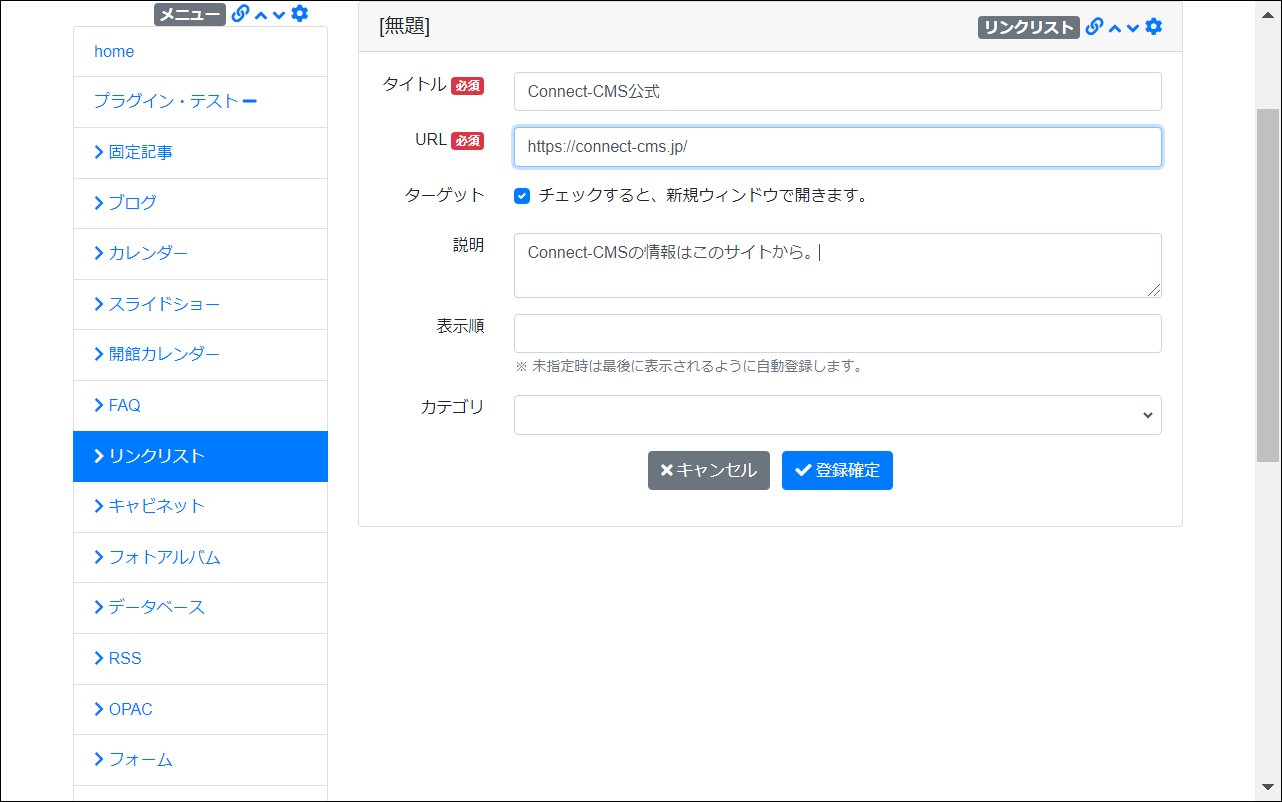 メニュー
home
プラグイン・テスト
固定記事
ブログ
カレンダー
スライドショー
開館カレンダー
FAQ
リンクリスト
キャビネット
フォトアルバム
データベース
RSS
OPAC
フォーム
[無題]
リンクリスト
タイトル 必須
Connect-CMS公式
URL 必須
https://connect-cms.jp/
ターゲット
チェックすると、新規ウィンドウで開きます。
説明
Connect-CMSの情報はこのサイトから。
表示順
※ 未指定時は最後に表示されるように自動登録します。
カテゴリ
キャンセル
登録確定